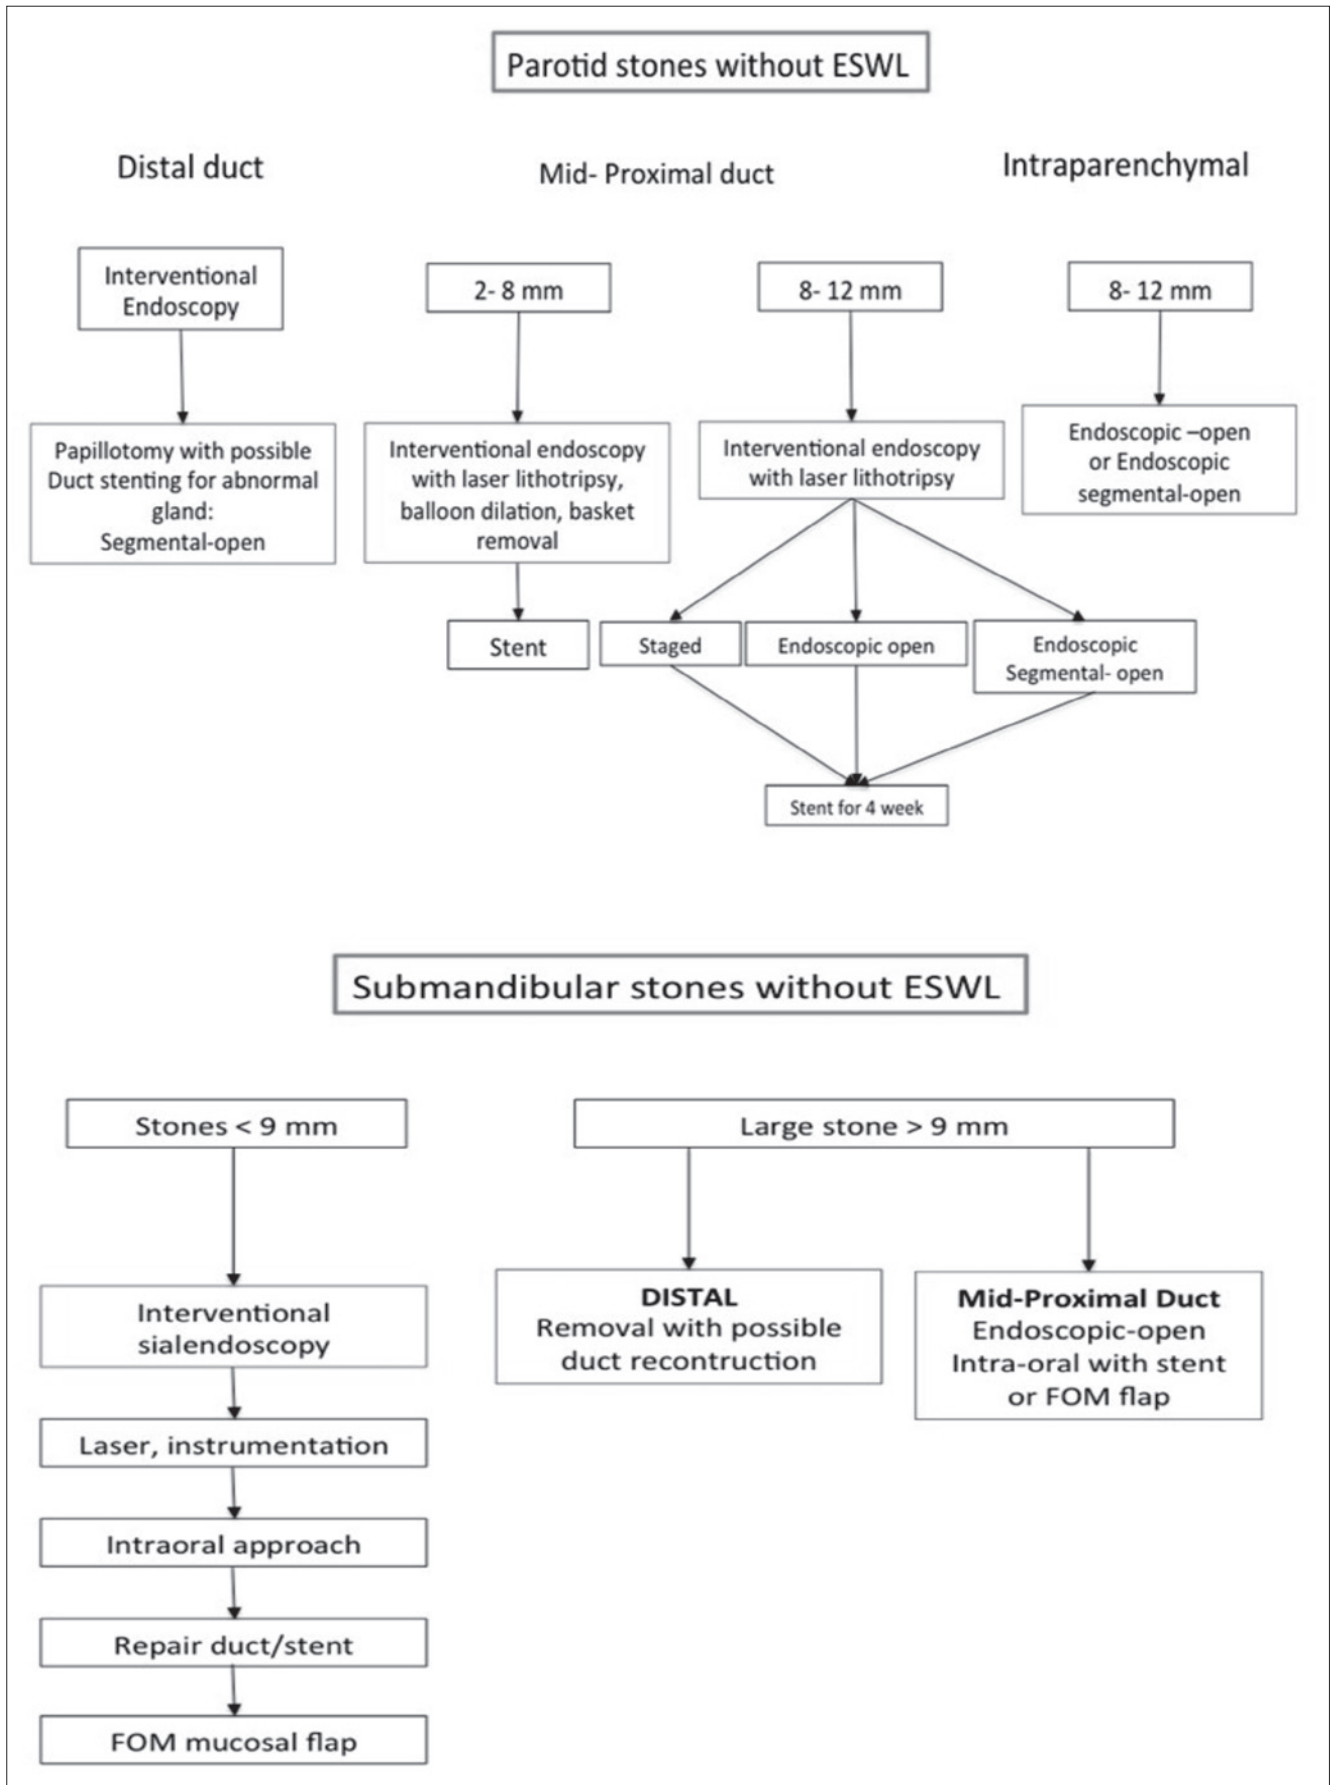 Parotid stones without ESWL
Distal duct
Mid- Proximal duct
Intraparenchymal
Interventional
Endoscopy
2- 8 mm
8- 12 mm
8- 12 mm
Papillotomy with possible
Duct stenting for abnormal
gland:
Segmental-open
Interventional endoscopy
with laser lithotripsy,
balloon dilation, basket
removal
Interventional endoscopy
with laser lithotripsy
Endoscopic –open
or Endoscopic
segmental-open
Stent
Staged
Endoscopic open
Endoscopic
Segmental- open
Stent for 4 week
Submandibular stones without ESWL
Stones < 9 mm
Large stone > 9 mm
Interventional
sialendoscopy
Laser, instrumentation
Intraoral approach
Repair duct/stent
FOM mucosal flap
DISTAL
Removal with possible
duct recontruction
Mid-Proximal Duct
Endoscopic-open
Intra-oral with stent
or FOM flap